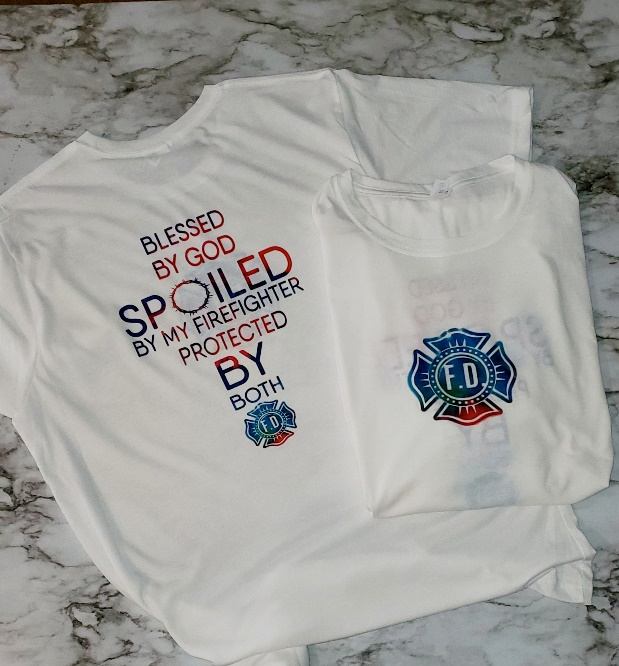 BLESSED
BY GOD
SPOILED
BY MY FIREFIGHTER
PROTECTED
BY
BOTH
F.D.
F.D.